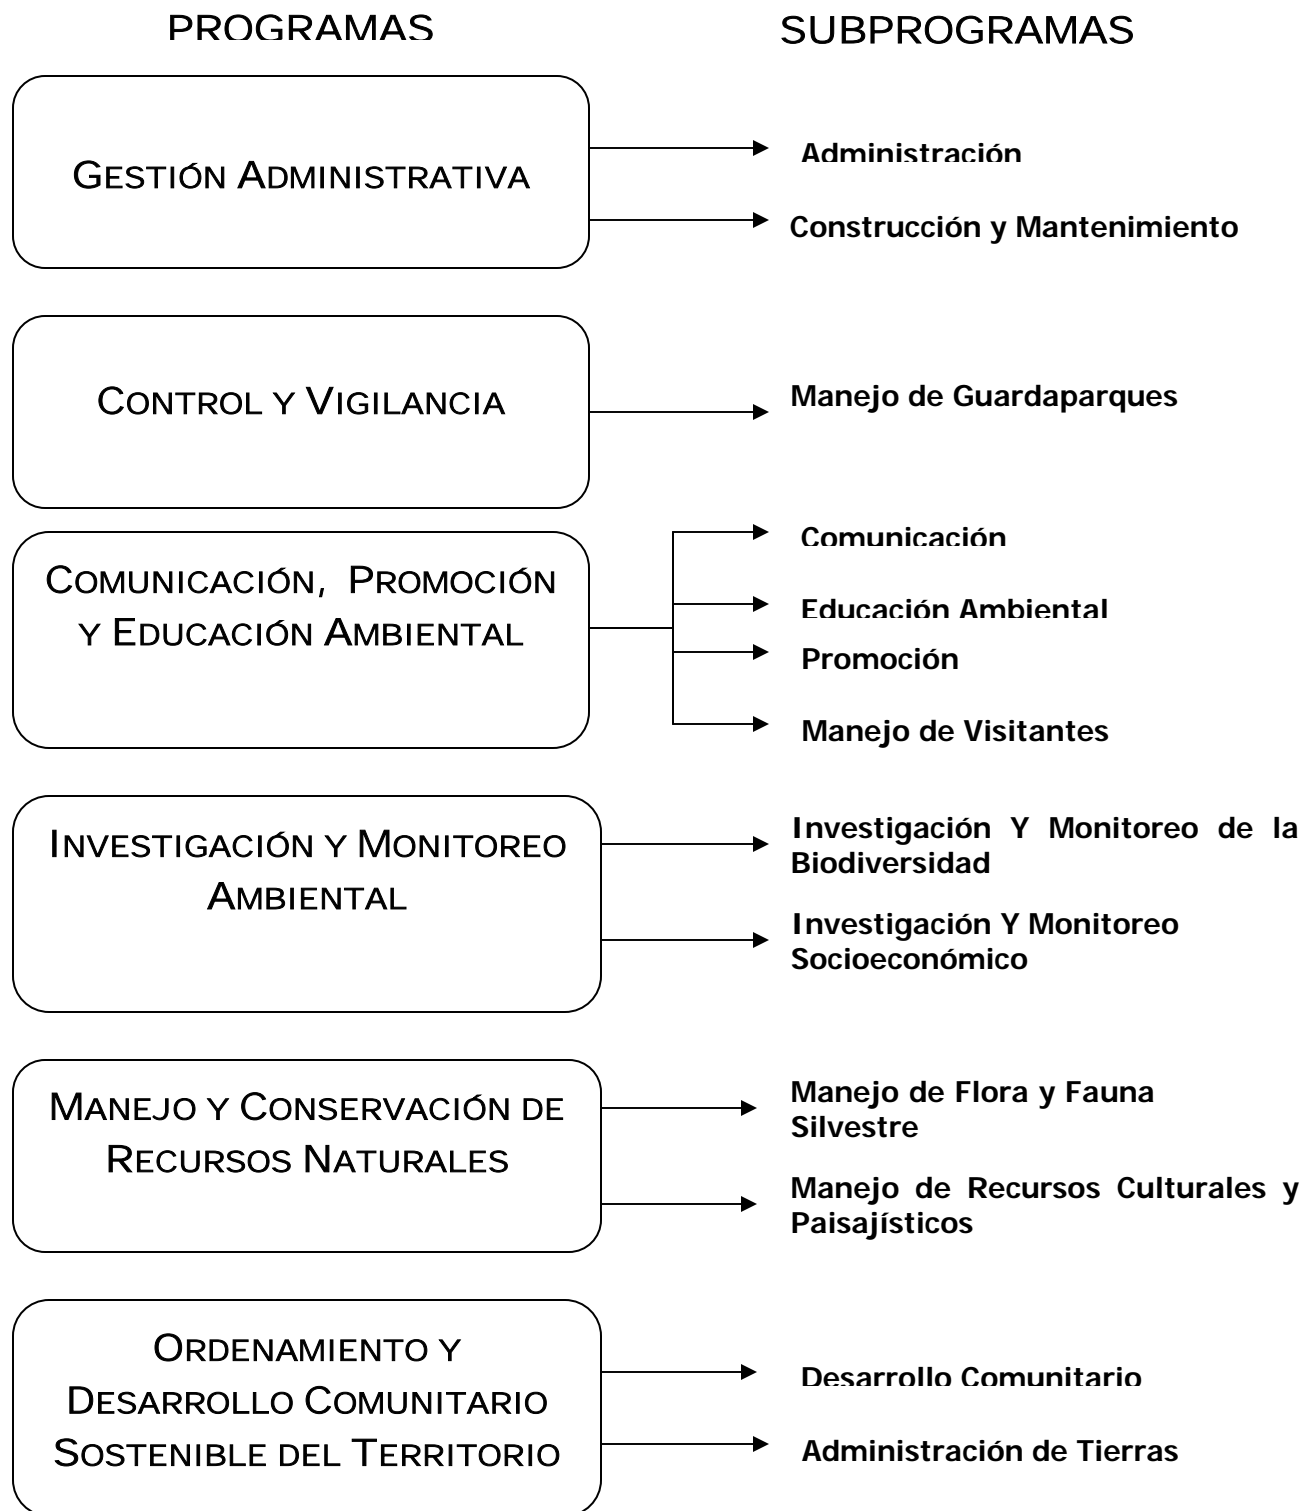 PROGRAMAS
SUBPROGRAMAS
GESTIÓN ADMINISTRATIVA
Administración
Construcción y Mantenimiento
CONTROL Y VIGILANCIA
Manejo de Guardaparques
COMUNICACIÓN, PROMOCIÓN
Y EDUCACIÓN AMBIENTAL
Comunicación
Educación Ambiental
Promoción
Manejo de Visitantes
INVESTIGACIÓN Y MONITOREO
AMBIENTAL
Investigación Y Monitoreo de la
Biodiversidad
Investigación Y Monitoreo
Socioeconómico
MANEJO Y CONSERVACIÓN DE
RECURSOS NATURALES
Manejo de Flora y Fauna
Silvestre
Manejo de Recursos Culturales y
Paisajísticos
ORDENAMIENTO Y
DESARROLLO COMUNITARIO
SOSTENIBLE DEL TERRITORIO
Desarrollo Comunitario
Administración de Tierras